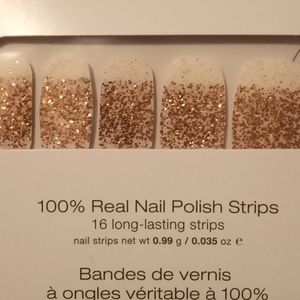 100% Real Nail Polish Strips
16 long-lasting strips
nail strips net wt 0.99 g / 0.035 oz ℮
Bandes de vernis
à ongles véritable à 100%